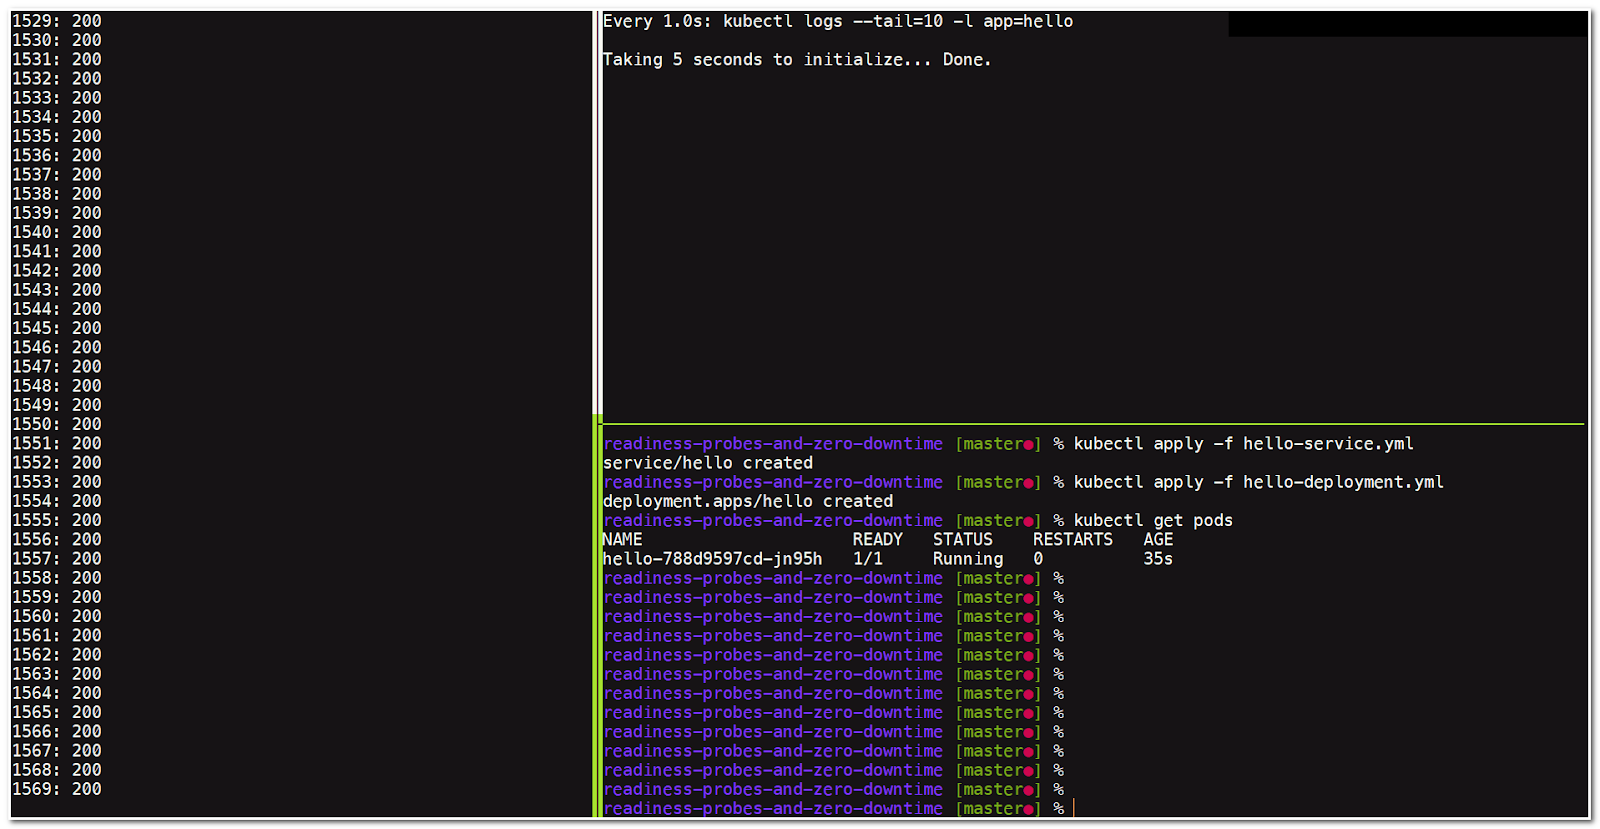 1529: 200
1530: 200
1531: 200
1532: 200
1533: 200
1534: 200
1535: 200
1536: 200
1537: 200
1538: 200
1539: 200
1540: 200
1541: 200
1542: 200
1543: 200
1544: 200
1545: 200
1546: 200
1547: 200
1548: 200
1549: 200
1550: 200
1551: 200
1552: 200
1553: 200
1554: 200
1555: 200
1556: 200
1557: 200
1558: 200
1559: 200
1560: 200
1561: 200
1562: 200
1563: 200
1564: 200
1565: 200
1566: 200
1567: 200
1568: 200
1569: 200
Every 1.0s: kubectl logs --tail=10 -l app=hello
Taking 5 seconds to initialize... Done.
readiness-probes-and-zero-downtime [master●] % kubectl apply -f hello-service.yml
service/hello created
readiness-probes-and-zero-downtime [master●] % kubectl apply -f hello-deployment.yml
deployment.apps/hello created
readiness-probes-and-zero-downtime [master●] % kubectl get pods
NAME READY STATUS RESTARTS AGE
hello-788d9597cd-jn95h 1/1 Running 0 35s
readiness-probes-and-zero-downtime [master●] %
readiness-probes-and-zero-downtime [master●] %
readiness-probes-and-zero-downtime [master●] %
readiness-probes-and-zero-downtime [master●] %
readiness-probes-and-zero-downtime [master●] %
readiness-probes-and-zero-downtime [master●] %
readiness-probes-and-zero-downtime [master●] %
readiness-probes-and-zero-downtime [master●] %
readiness-probes-and-zero-downtime [master●] %
readiness-probes-and-zero-downtime [master●] %
readiness-probes-and-zero-downtime [master●] %
readiness-probes-and-zero-downtime [master●] %
readiness-probes-and-zero-downtime [master●] %